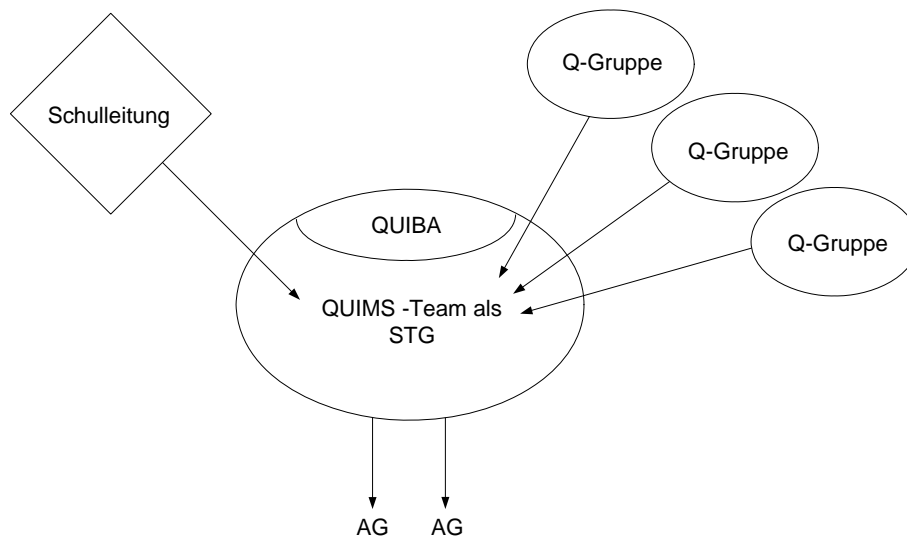 Q-Gruppe
Schulleitung
Q-Gruppe
QUIBA
Q-Gruppe
QUIMS -Team als
STG
AG
AG